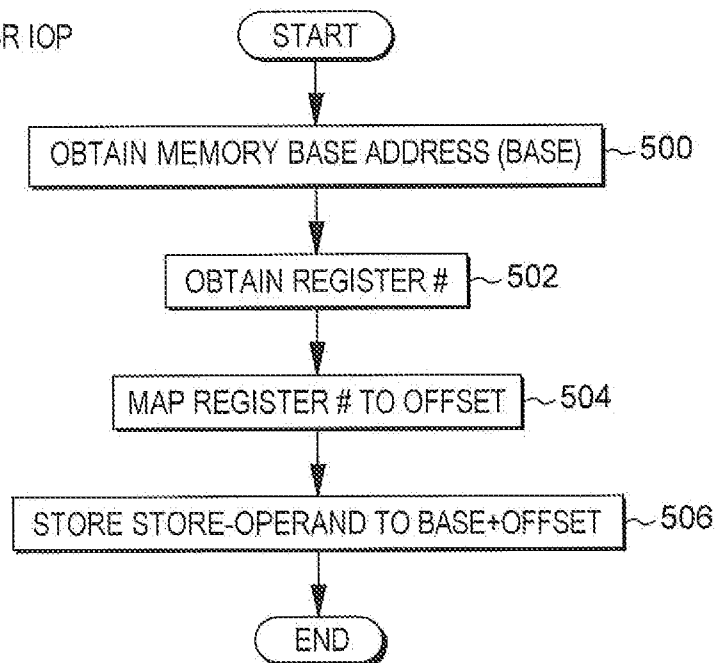 R IOP
START
OBTAIN MEMORY BASE ADDRESS (BASE)
500
OBTAIN REGISTER #
502
MAP REGISTER # TO OFFSET
504
STORE STORE-OPERAND TO BASE+OFFSET
506
END